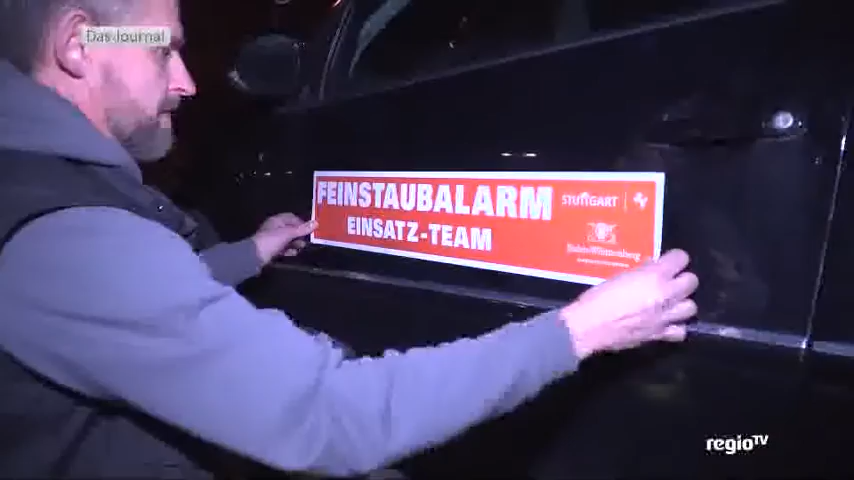 Das Journal
FEINSTAUBALARM
EINSATZ-TEAM
STUTTGART
Baden-Württemberg
regioTV